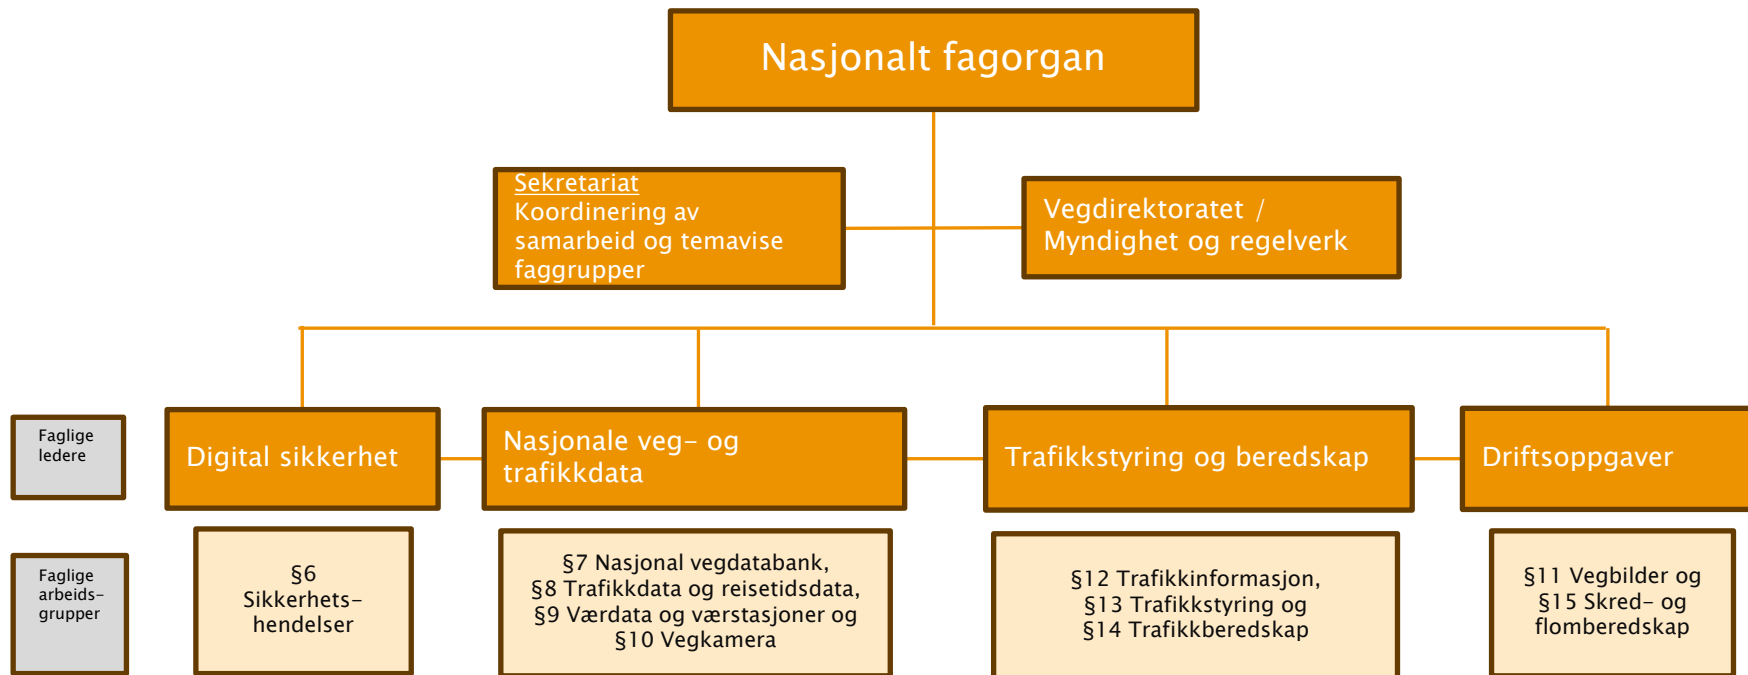 Nasjonalt fagorgan
Sekretariat
Koordinering av
samarbeid og temavise
faggrupper
Vegdirektoratet /
Myndighet og regelverk
Faglige
ledere
Digital sikkerhet
Nasjonale veg- og
trafikkdata
Trafikkstyring og beredskap
Driftsoppgaver
Faglige
arbeids-
grupper
§6
Sikkerhets-
hendelser
§7 Nasjonal vegdatabank,
§8 Trafikkdata og reisetidsdata,
§9 Værdata og værstasjoner og
§10 Vegkamera
§12 Trafikkinformasjon,
§13 Trafikkstyring og
§14 Trafikkberedskap
§11 Vegbilder og
§15 Skred- og
flomberedskap